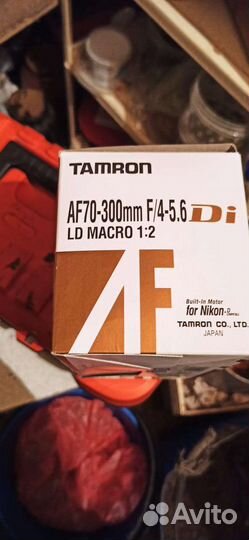 TAMRON
AF70-300mm F/4-5.6 Di
LD MACRO 1:2
AF
Built-in Motor
for Nikon-D
TAMRON CO., LTD.
JAPAN
Avito